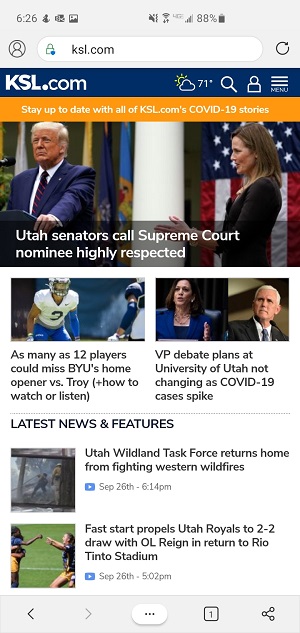 6:26
88%
ksl.com
KSL.com
71°
MENU
Stay up to date with all of KSL.com's COVID-19 stories
Utah senators call Supreme Court
nominee highly respected
As many as 12 players
could miss BYU's home
opener vs. Troy (+how to
watch or listen)
VP debate plans at
University of Utah not
changing as COVID-19
cases spike
LATEST NEWS & FEATURES
Utah Wildland Task Force returns home
from fighting western wildfires
Sep 26th - 6:14pm
Fast start propels Utah Royals to 2-2
draw with OL Reign in return to Rio
Tinto Stadium
Sep 26th - 5:02pm
1